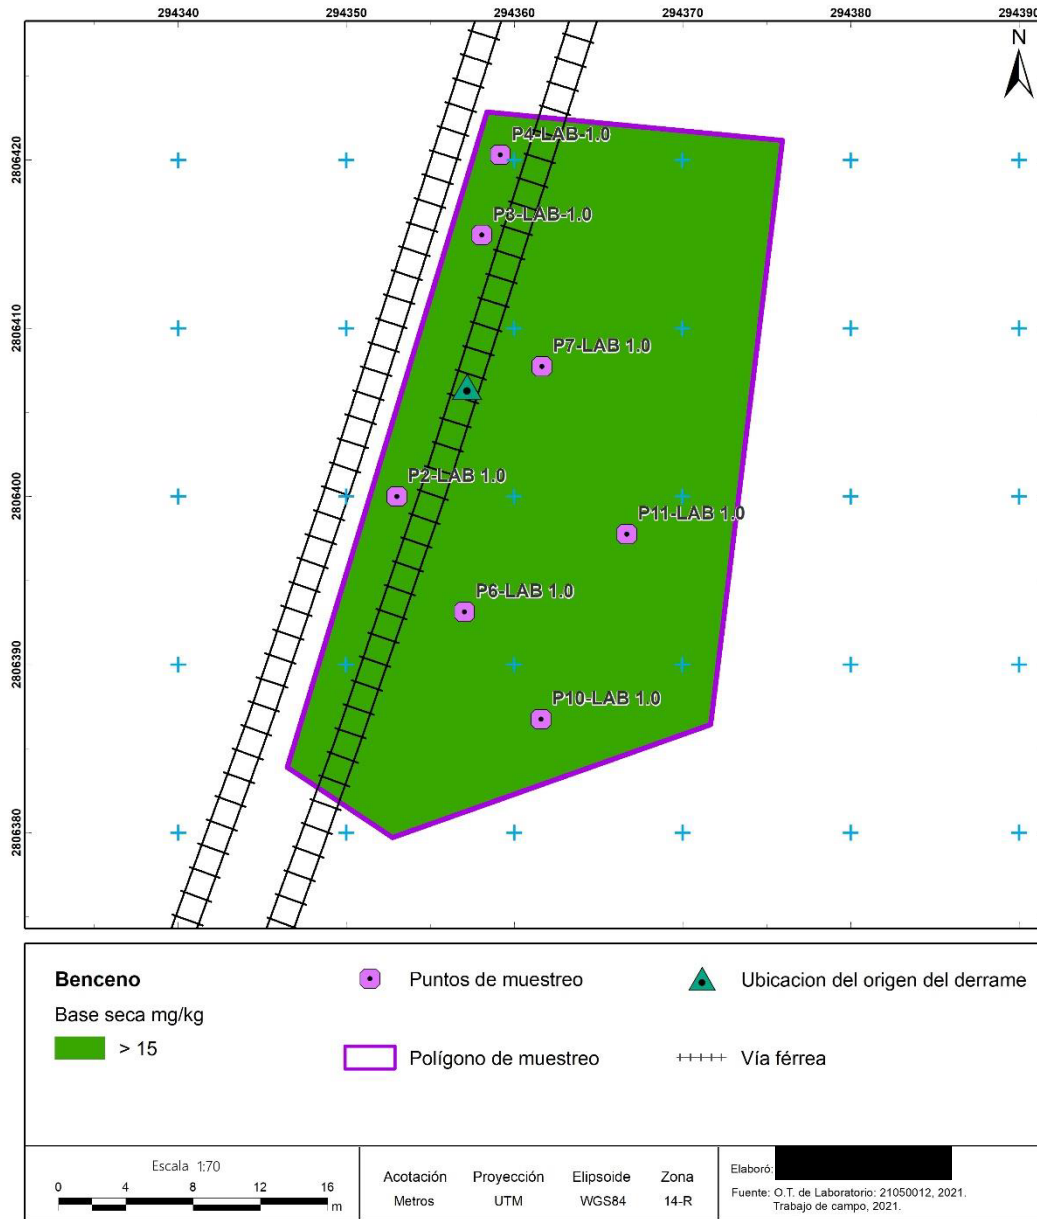 294340 294350 294360 294370 294380 294390
N
2806420
2806410
2806400
2806390
2806380
P4-LAB-1.0
P3-LAB-1.0
P7-LAB 1.0
P2-LAB 1.0
P11-LAB 1.0
P6-LAB 1.0
P10-LAB 1.0
Benceno
Base seca mg/kg
> 15
Puntos de muestreo
Ubicacion del origen del derrame
Polígono de muestreo
Vía férrea
Escala 1:70
0 4 8 12 16
m
Acotación Proyección Elipsoide Zona
Metros UTM WGS84 14-R
Elaboró:
Fuente: O.T. de Laboratorio: 21050012, 2021.
Trabajo de campo, 2021.